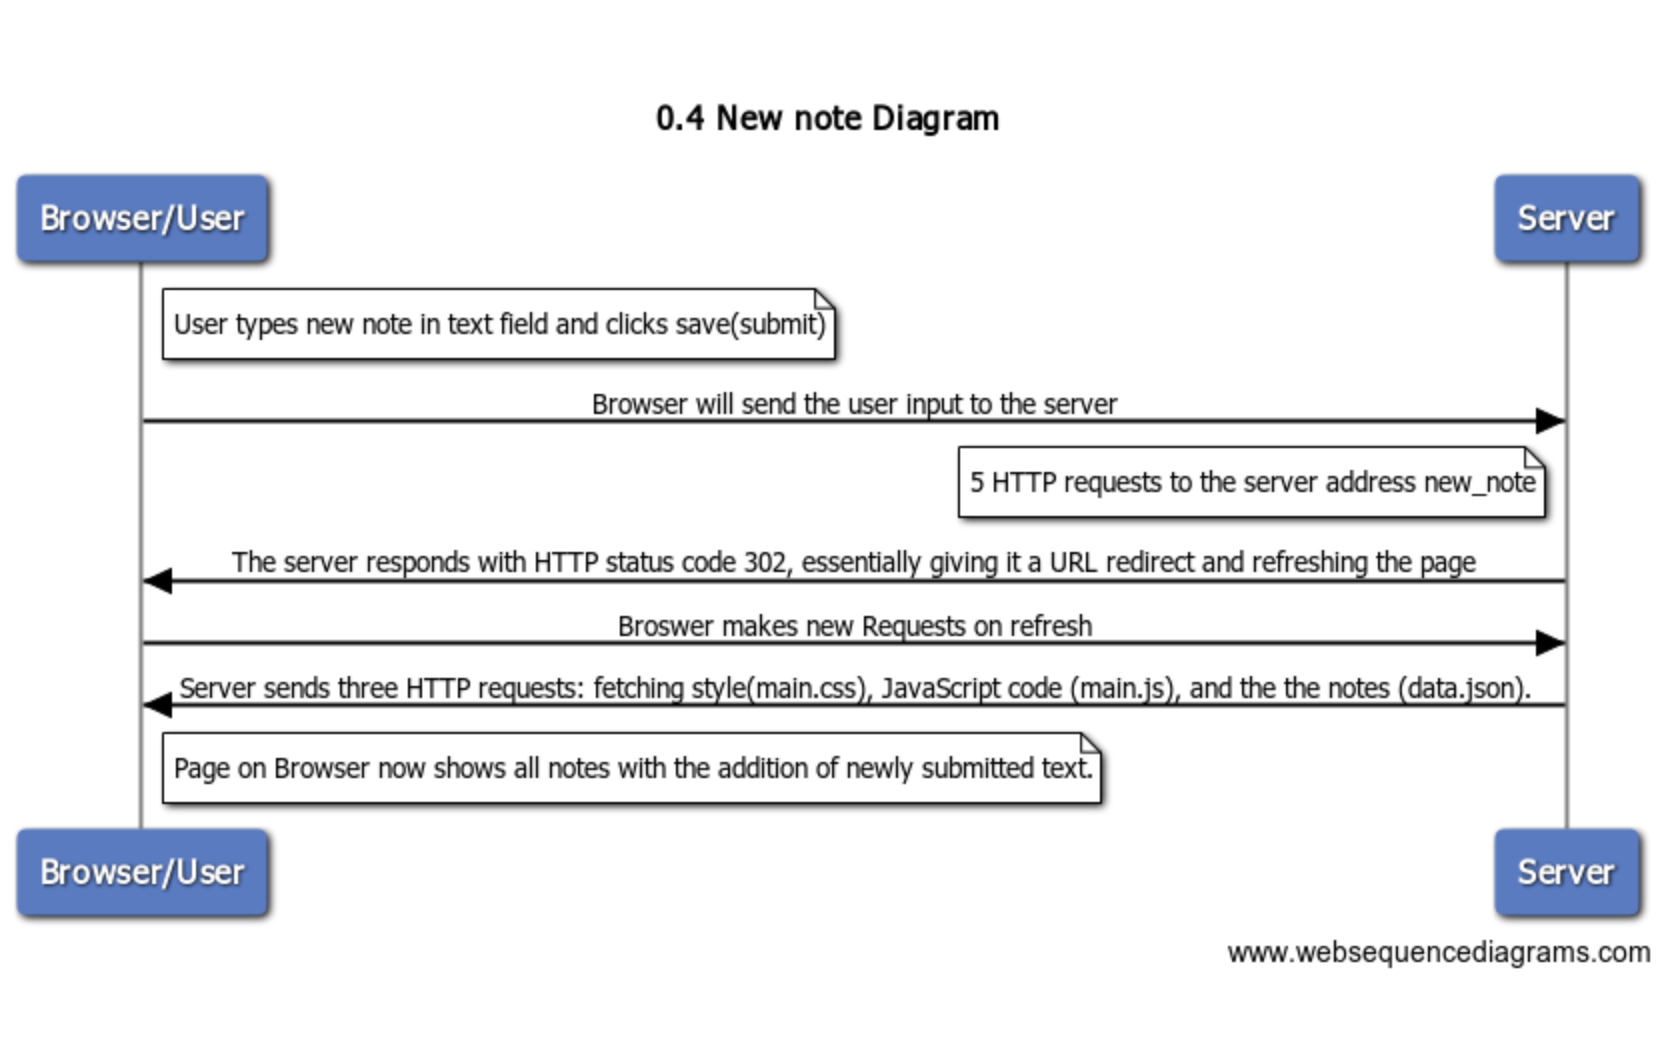 0.4 New note Diagram
Browser/User
Server
User types new note in text field and clicks save(submit)
Browser will send the user input to the server
5 HTTP requests to the server address new_note
The server responds with HTTP status code 302, essentially giving it a URL redirect and refreshing the page
Broswer makes new Requests on refresh
Server sends three HTTP requests: fetching style(main.css), JavaScript code (main.js), and the the notes (data.json).
Page on Browser now shows all notes with the addition of newly submitted text.
Browser/User
Server
www.websequencediagrams.com